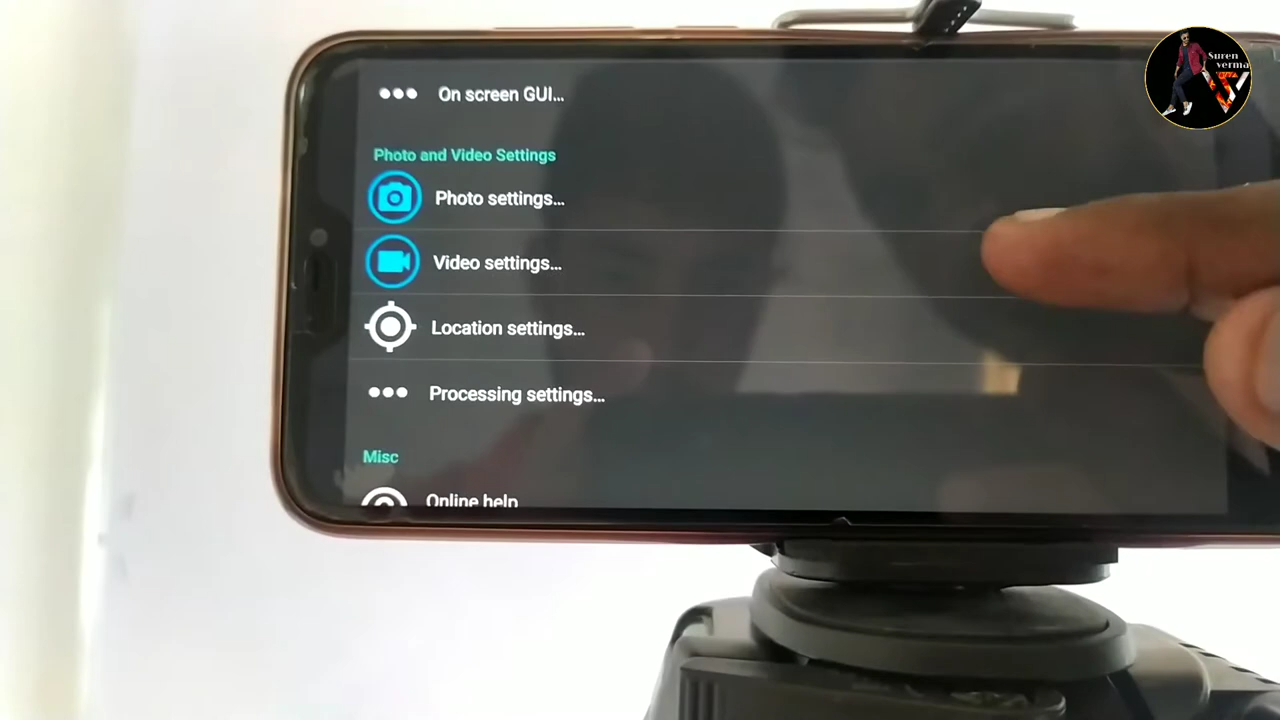 Suren
verma
On screen GUI...
Photo and Video Settings
Photo settings...
Video settings...
Location settings...
Processing settings...
Misc
Online help